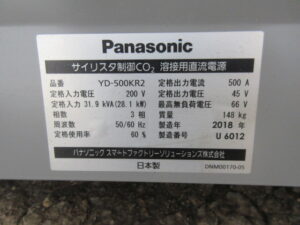 Panasonic
サイリスタ制御CO₂ 溶接用直流電源
品番 YD-500KR2 定格出力電流 500 A
定格入力電圧 200 V 定格出力電圧 45 V
定格入力 31.9 kVA(28.1 kW) 最高無負荷電圧 66 V
相数 3 相 質量 148 kg
周波数 50/60 Hz 製造年 2018 年
定格使用率 60 % 製造番号 U 6012
パナソニック スマートファクトリーソリューションズ株式会社
日本製 DNM00170-05